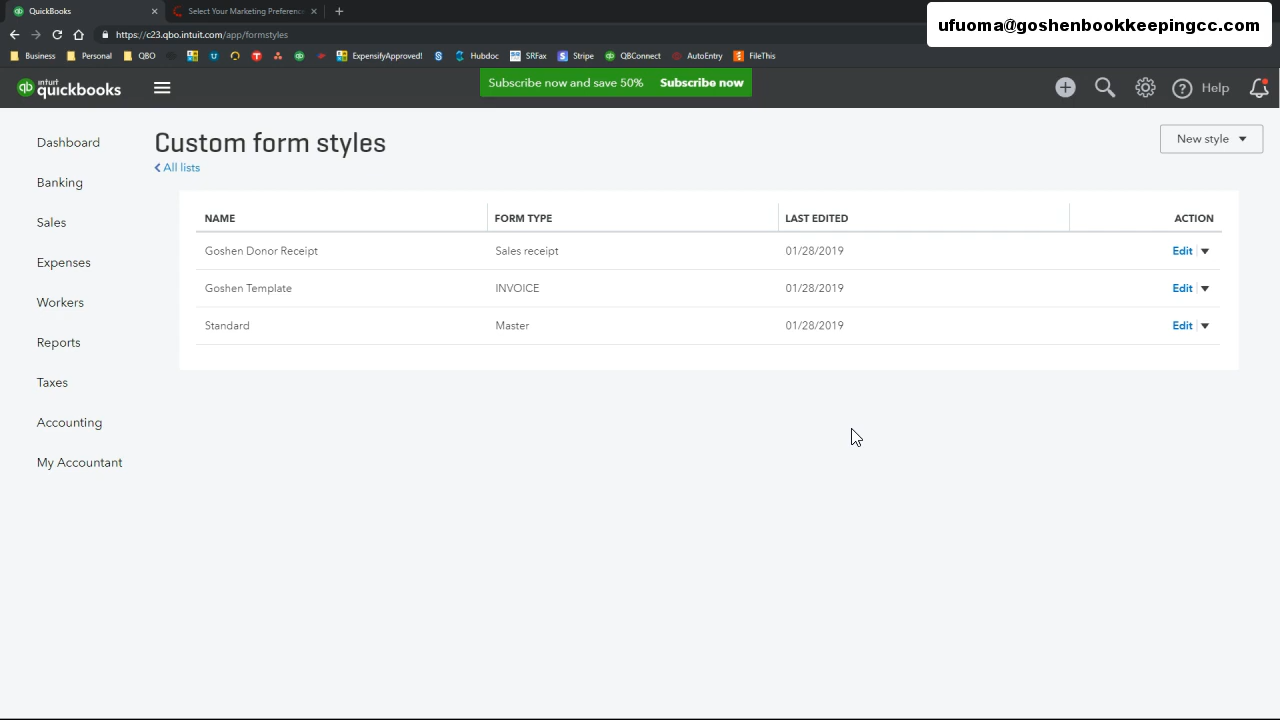 QuickBooks
Select Your Marketing Preferenc
ufuoma@goshenbookkeepingcc.com
https://c23.qbo.intuit.com/app/formstyles
Business Personal QBO ExpensifyApproved! Hubdoc SRFax Stripe QBConnect AutoEntry FileThis
intuit
quickbooks
Subscribe now and save 50% Subscribe now
Help
Custom form styles
New style
All lists
Dashboard
Banking
Sales
Expenses
Workers
Reports
Taxes
Accounting
My Accountant
NAME FORM TYPE LAST EDITED ACTION
Goshen Donor Receipt Sales receipt 01/28/2019 Edit
Goshen Template INVOICE 01/28/2019 Edit
Standard Master 01/28/2019 Edit